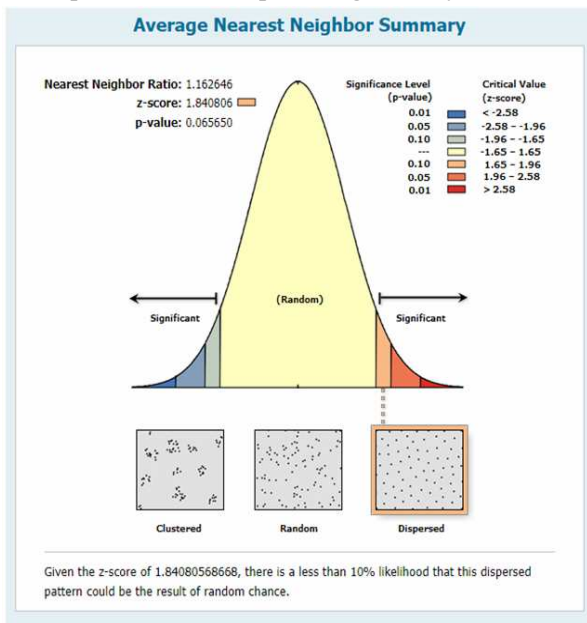 Average Nearest Neighbor Summary
Nearest Neighbor Ratio: 1.162646
z-score: 1.840806
p-value: 0.065650
Significance Level
(p-value)
Critical Value
(z-score)
0.01 < -2.58
0.05 -2.58 – -1.96
0.10 -1.96 – -1.65
--- -1.65 – 1.65
0.10 1.65 – 1.96
0.05 1.96 – 2.58
0.01 > 2.58
(Random)
Significant Significant
Clustered Random Dispersed
Given the z-score of 1.84080568668, there is a less than 10% likelihood that this dispersed
pattern could be the result of random chance.